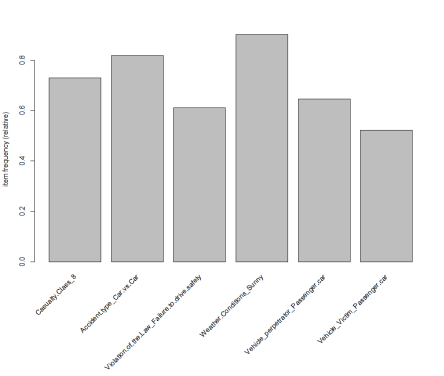 item frequency (relative)
0.8
0.6
0.4
0.2
0.0
Casualty.Class_8
Accident.type_Car.vs.Car
Violation.of.the.Law_Failure.to.drive.safely
Weather.Conditions_Sunny
Vehicle_perpetrator_Passenger.car
Vehicle_Victim_Passenger.car